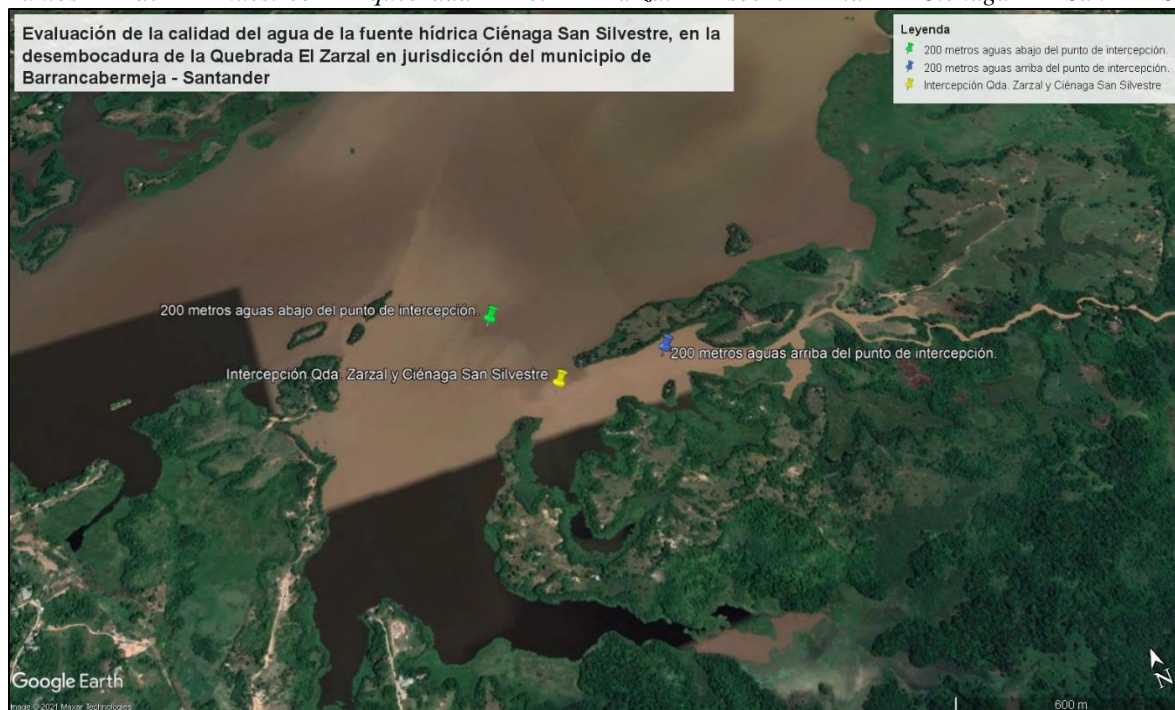 Evaluación de la calidad del agua de la fuente hídrica Ciénaga San Silvestre, en la
desembocadura de la Quebrada El Zarzal en jurisdicción del municipio de
Barrancabermeja - Santander
Leyenda
200 metros aguas abajo del punto de intercepción.
200 metros aguas arriba del punto de intercepción.
Intercepción Qda. Zarzal y Ciénaga San Silvestre
200 metros aguas abajo del punto de intercepción.
200 metros aguas arriba del punto de intercepción.
Intercepción Qda. Zarzal y Ciénaga San Silvestre
Google Earth
Image © 2021 Maxar Technologies
600 m
N